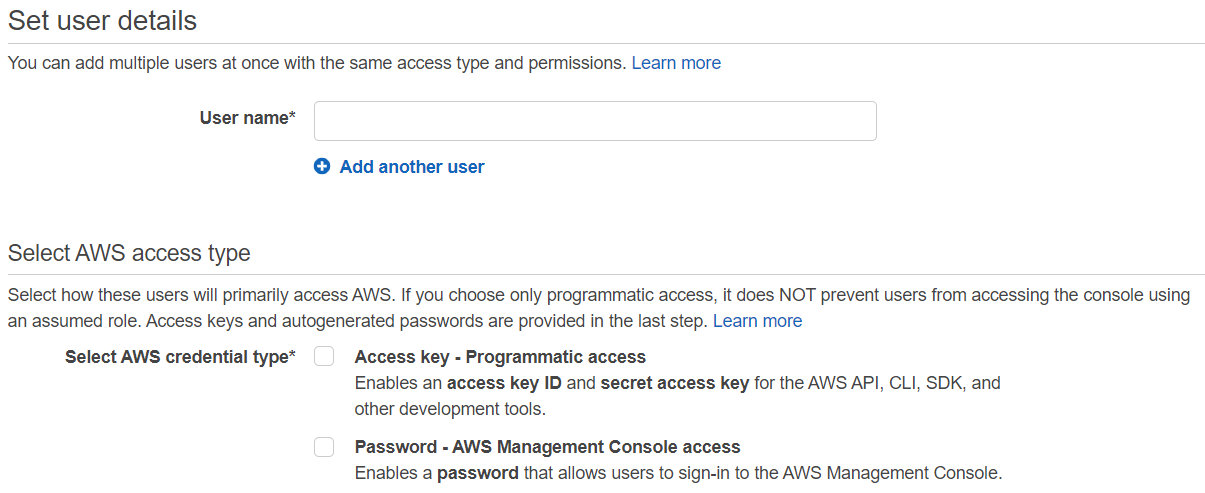 Set user details
You can add multiple users at once with the same access type and permissions. Learn more
User name*
Add another user
Select AWS access type
Select how these users will primarily access AWS. If you choose only programmatic access, it does NOT prevent users from accessing the console using
an assumed role. Access keys and autogenerated passwords are provided in the last step. Learn more
Select AWS credential type* Access key - Programmatic access
Enables an access key ID and secret access key for the AWS API, CLI, SDK, and
other development tools.
Password - AWS Management Console access
Enables a password that allows users to sign-in to the AWS Management Console.